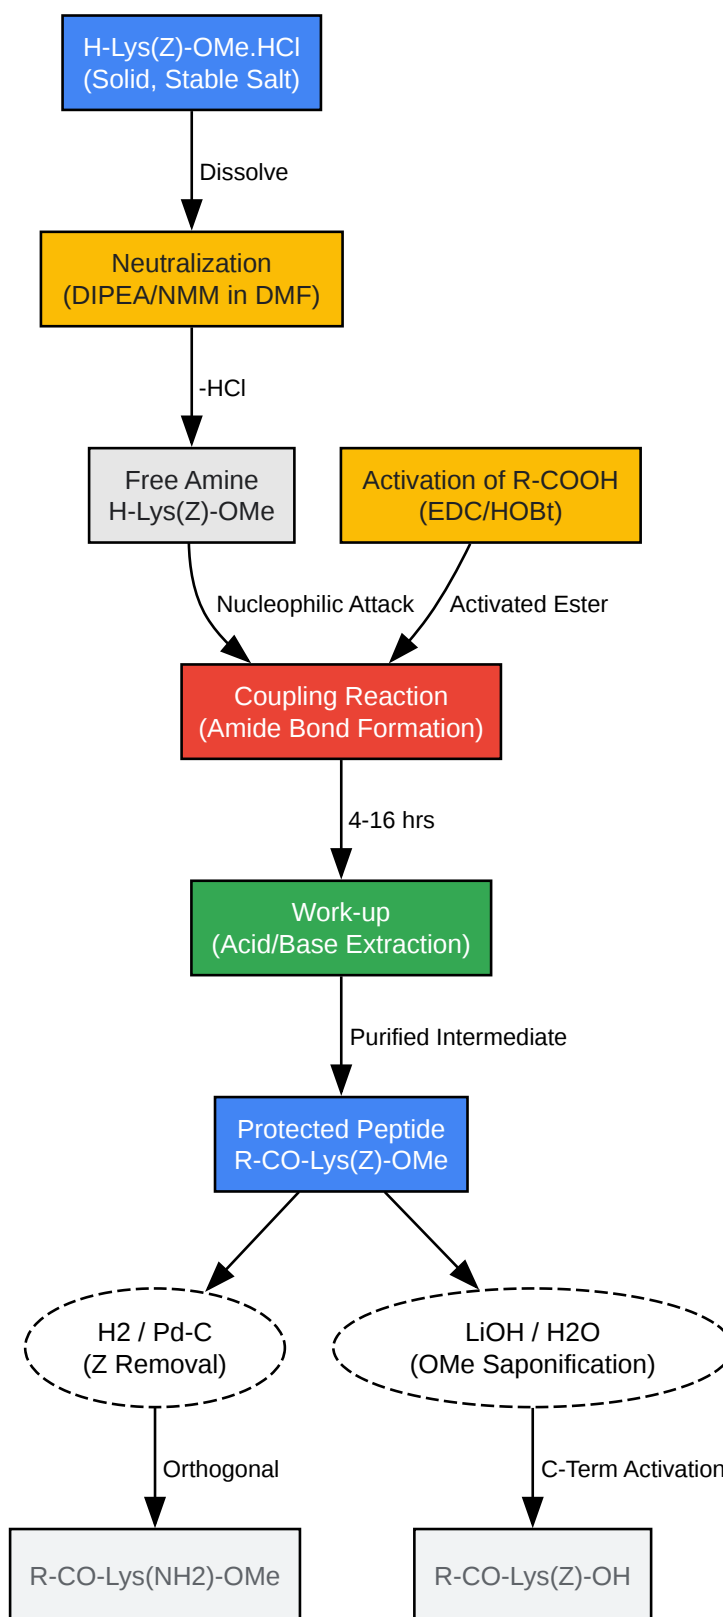 H-Lys(Z)-OMe.HCl
(Solid, Stable Salt)
Dissolve
Neutralization
(DIPEA/NMM in DMF)
-HCl
Free Amine
H-Lys(Z)-OMe
Activation of R-COOH
(EDC/HOBt)
Nucleophilic Attack
Activated Ester
Coupling Reaction
(Amide Bond Formation)
4-16 hrs
Work-up
(Acid/Base Extraction)
Purified Intermediate
Protected Peptide
R-CO-Lys(Z)-OMe
H2 / Pd-C
(Z Removal)
LiOH / H2O
(OMe Saponification)
Orthogonal
C-Term Activation
R-CO-Lys(NH2)-OMe
R-CO-Lys(Z)-OH